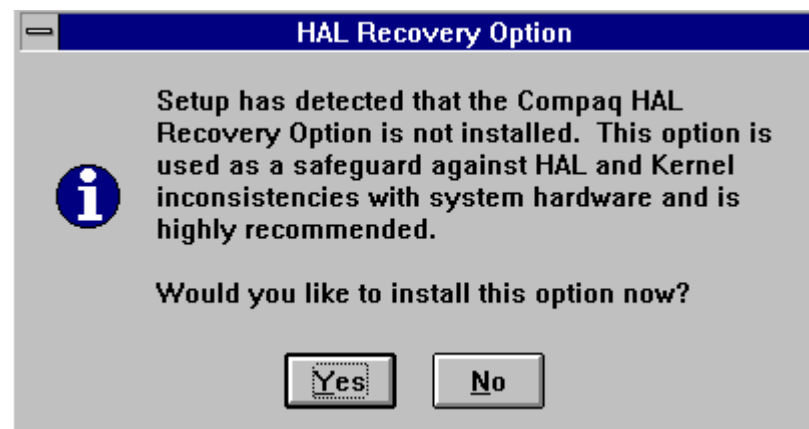 HAL Recovery Option
Setup has detected that the Compaq HAL
Recovery Option is not installed.  This option is
used as a safeguard against HAL and Kernel
inconsistencies with system hardware and is
highly recommended.
Would you like to install this option now?
Yes No